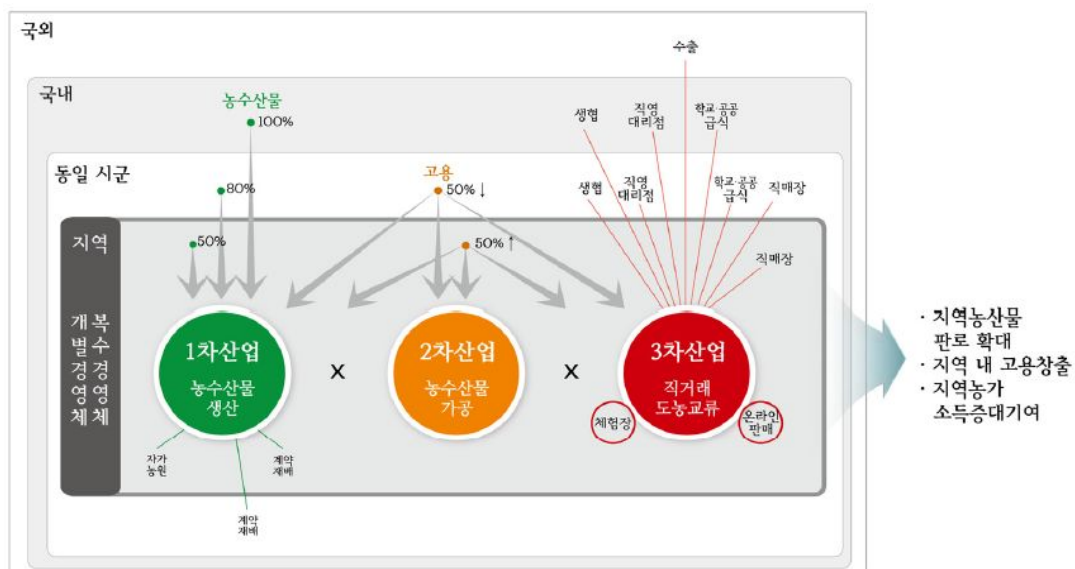 국외
수출
국내
농수산물
100%
생협
직영
대리점
학교·공공
급식
동일 시군
고용
80%
50% ↓
생협
직영
대리점
학교·공공
급식
직매장
지역
50%
50% ↑
직매장
개별경영체
복수경영체
1차산업
농수산물
생산
x
2차산업
농수산물
가공
x
3차산업
직거래
도농교류
체험장
온라인
판매
자가
농원
계약
재배
계약
재배
· 지역농산물
판로 확대
· 지역 내 고용창출
· 지역농가
소득증대기여